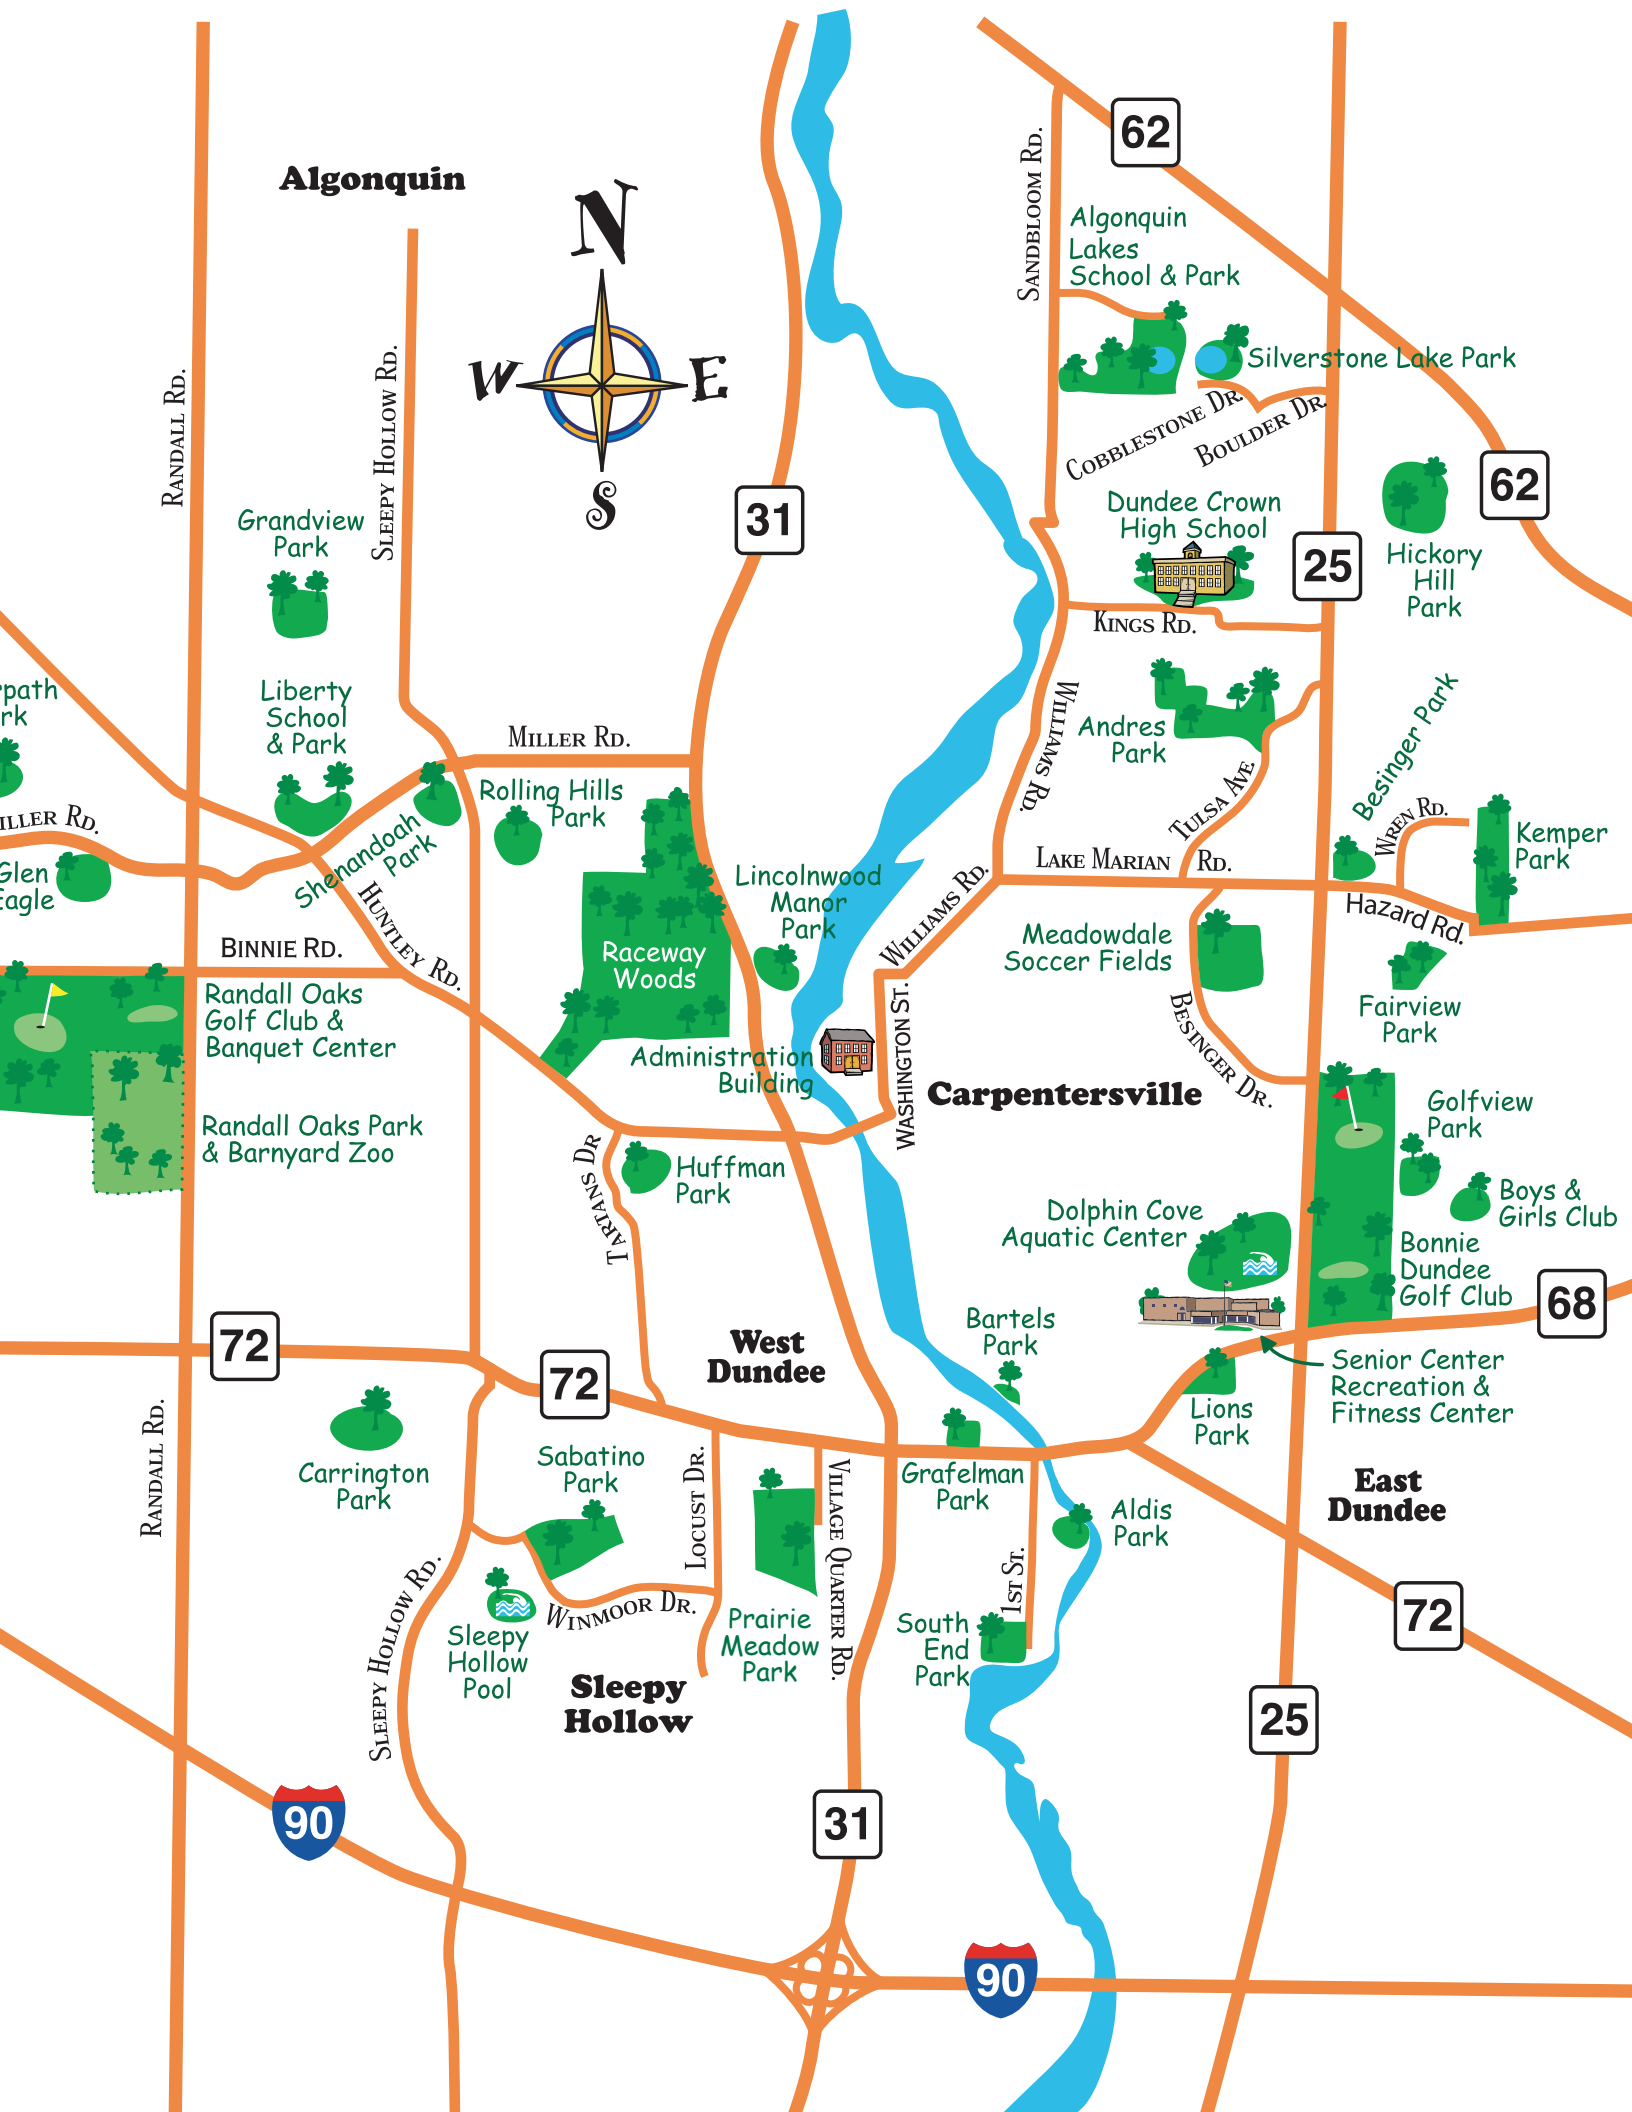 62
Algonquin
N
SANDBLOOM RD.
Algonquin
Lakes
School & Park
W
E
S
RANDALL RD.
SLEEPY HOLLOW RD.
Silverstone Lake Park
COBBLESTONE DR.
BOULDER DR.
62
31
Dundee Crown
High School
25
Hickory
Hill
Park
Grandview
Park
KINGS RD.
rpath
rk
Liberty
School
& Park
WILLIAMS RD.
Andres
Park
Besinger Park
MILLER RD.
Rolling Hills
Park
TULSA AVE.
WREN RD.
Kemper
Park
ILLER RD.
Glen
Eagle
Shenandoah
Park
LAKE MARIAN RD.
Lincolnwood
Manor
Park
HUNTLEY RD.
WILLIAMS RD.
Hazard Rd.
BINNIE RD.
Raceway
Woods
Meadowdale
Soccer Fields
Randall Oaks
Golf Club &
Banquet Center
Fairview
Park
WASHINGTON ST.
BESINGER DR.
Administration
Building
Carpentersville
Golfview
Park
Randall Oaks Park
& Barnyard Zoo
TARTANS DR
Huffman
Park
Boys &
Girls Club
Dolphin Cove
Aquatic Center
Bonnie
Dundee
Golf Club
68
72
West
Dundee
Bartels
Park
72
Senior Center
Recreation &
Fitness Center
Lions
Park
RANDALL RD.
Carrington
Park
Sabatino
Park
LOCUST DR.
VILLAGE QUARTER RD.
Grafelman
Park
East
Dundee
Aldis
Park
1ST ST.
SLEEPY HOLLOW RD.
WINMOOR DR.
Prairie
Meadow
Park
South
End
Park
72
Sleepy
Hollow
Pool
Sleepy
Hollow
25
90
31
90